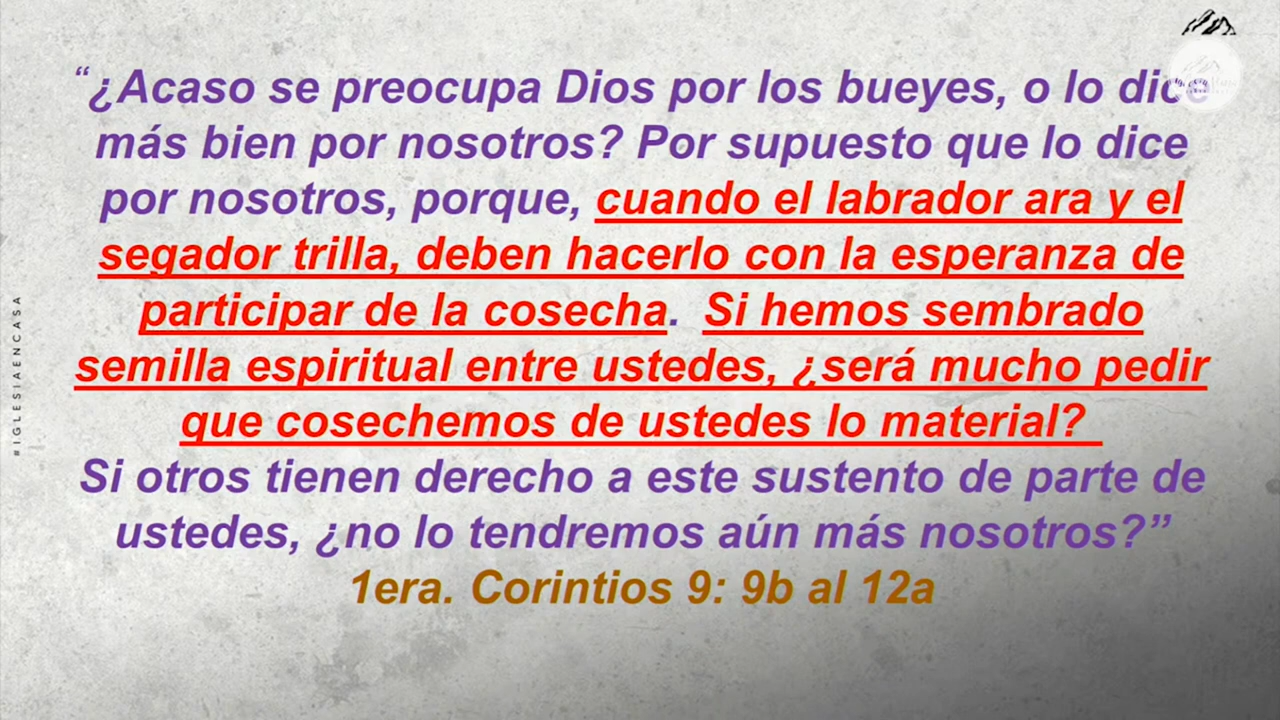 “¿Acaso se preocupa Dios por los bueyes, o lo dice
más bien por nosotros? Por supuesto que lo dice
por nosotros, porque, cuando el labrador ara y el
segador trilla, deben hacerlo con la esperanza de
participar de la cosecha. Si hemos sembrado
semilla espiritual entre ustedes, ¿será mucho pedir
que cosechemos de ustedes lo material?
Si otros tienen derecho a este sustento de parte de
ustedes, ¿no lo tendremos aún más nosotros?”
1era. Corintios 9: 9b al 12a
#IGLESIAENCASA